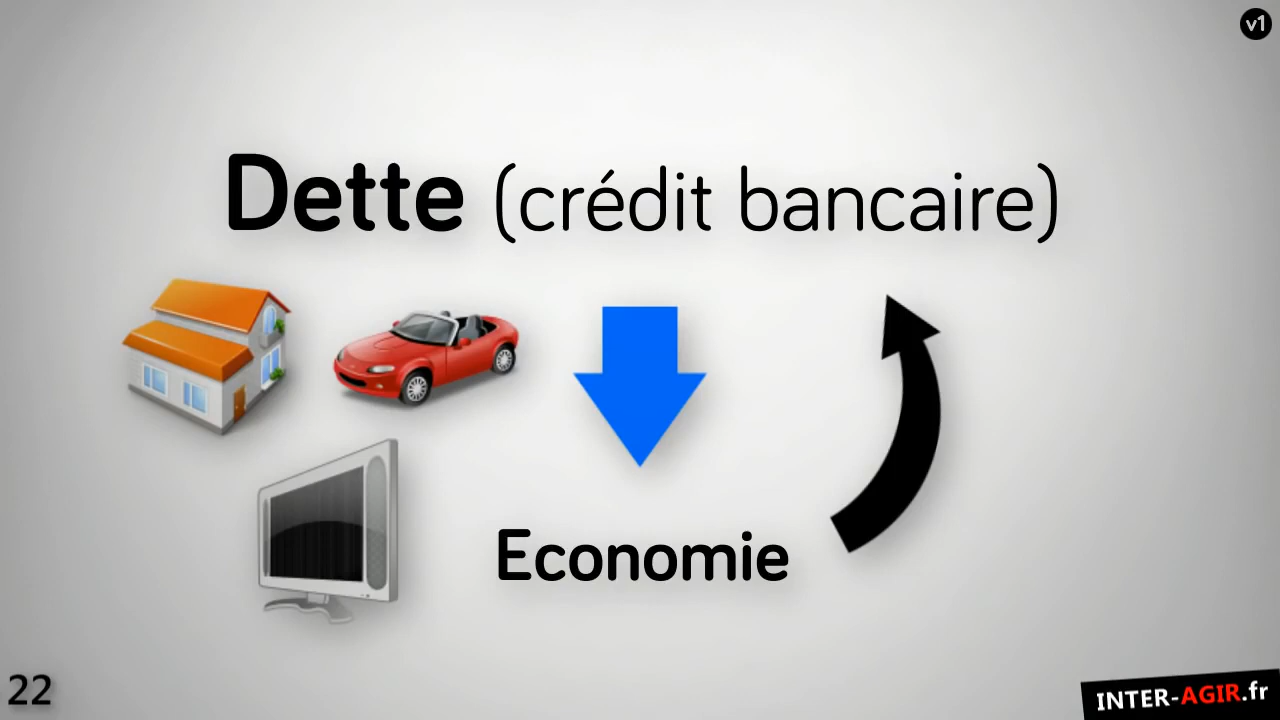 v1
Dette (crédit bancaire)
Economie
22
INTER-AGIR.fr